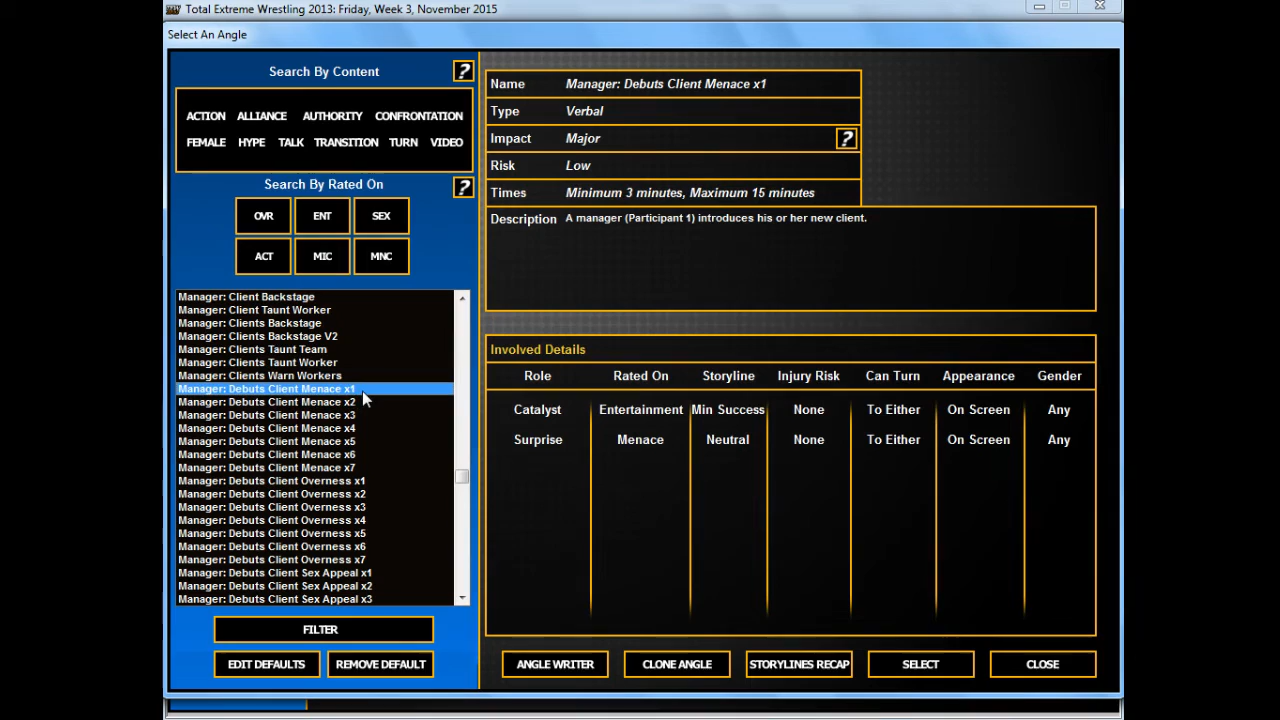 Total Extreme Wrestling 2013: Friday, Week 3, November 2015
Select An Angle
Search By Content
?
ACTION ALLIANCE AUTHORITY CONFRONTATION
FEMALE HYPE TALK TRANSITION TURN VIDEO
Search By Rated On
?
OVR ENT SEX
ACT MIC MNC
Manager: Client Backstage
Manager: Client Taunt Worker
Manager: Clients Backstage
Manager: Clients Backstage V2
Manager: Clients Taunt Team
Manager: Clients Taunt Worker
Manager: Clients Warn Workers
Manager: Debuts Client Menace x1
Manager: Debuts Client Menace x2
Manager: Debuts Client Menace x3
Manager: Debuts Client Menace x4
Manager: Debuts Client Menace x5
Manager: Debuts Client Menace x6
Manager: Debuts Client Menace x7
Manager: Debuts Client Overness x1
Manager: Debuts Client Overness x2
Manager: Debuts Client Overness x3
Manager: Debuts Client Overness x4
Manager: Debuts Client Overness x5
Manager: Debuts Client Overness x6
Manager: Debuts Client Overness x7
Manager: Debuts Client Sex Appeal x1
Manager: Debuts Client Sex Appeal x2
Manager: Debuts Client Sex Appeal x3
FILTER
EDIT DEFAULTS REMOVE DEFAULT
Name Manager: Debuts Client Menace x1
Type Verbal
Impact Major ?
Risk Low
Times Minimum 3 minutes, Maximum 15 minutes
Description A manager (Participant 1) introduces his or her new client.
Involved Details
Role Rated On Storyline Injury Risk Can Turn Appearance Gender
Catalyst Entertainment Min Success None To Either On Screen Any
Surprise Menace Neutral None To Either On Screen Any
ANGLE WRITER CLONE ANGLE STORYLINES RECAP SELECT CLOSE